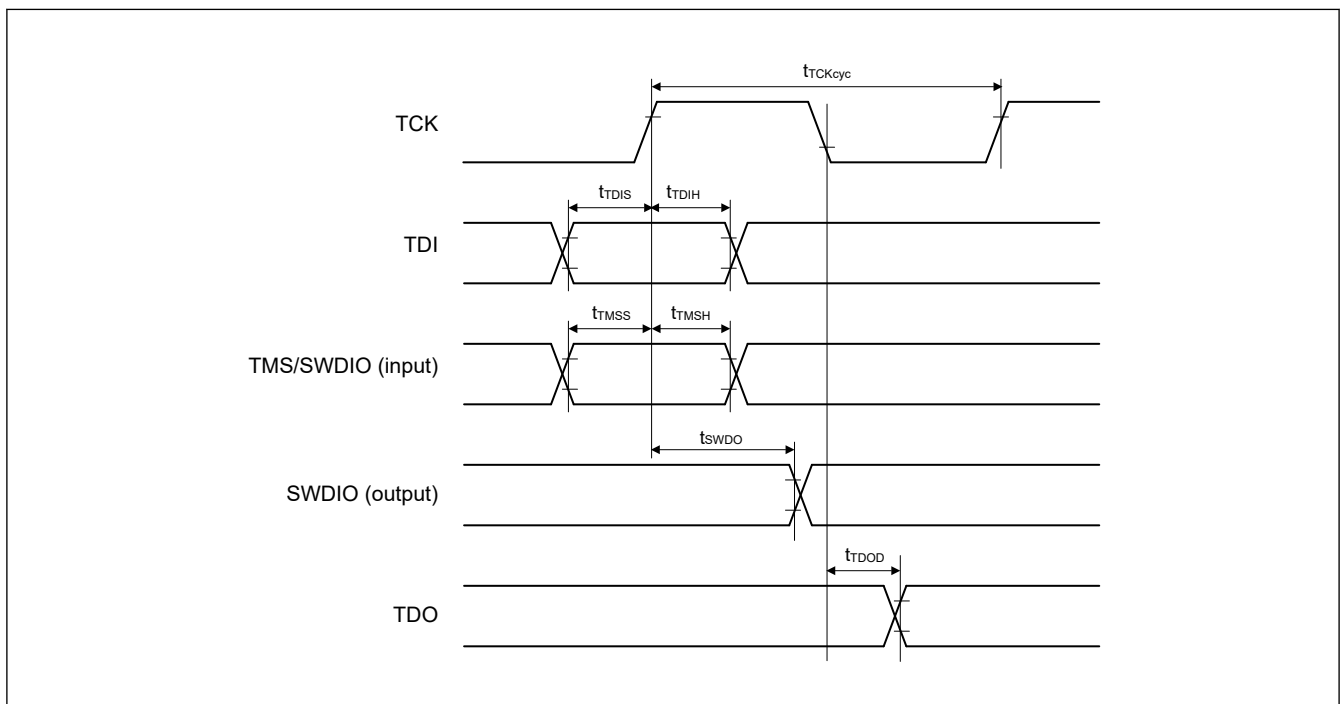 tTCKcyc
TCK
tTDIS tTDIH
TDI
tTMSS tTMSH
TMS/SWDIO (input)
tSWDO
SWDIO (output)
tTDOD
TDO